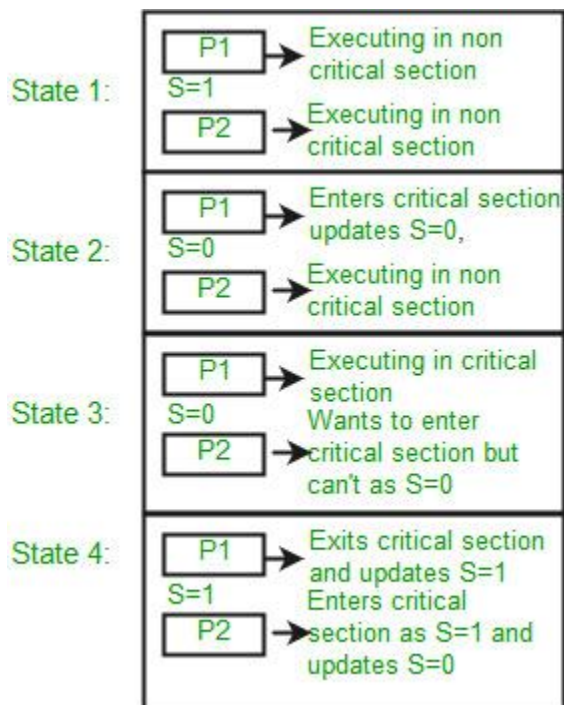 State 1:
P1
Executing in non
critical section
S=1
P2
Executing in non
critical section
State 2:
P1
Enters critical section
updates S=0,
S=0
P2
Executing in non
critical section
State 3:
P1
Executing in critical
section
S=0
P2
Wants to enter
critical section but
can't as S=0
State 4:
P1
Exits critical section
and updates S=1
S=1
P2
Enters critical
section as S=1 and
updates S=0